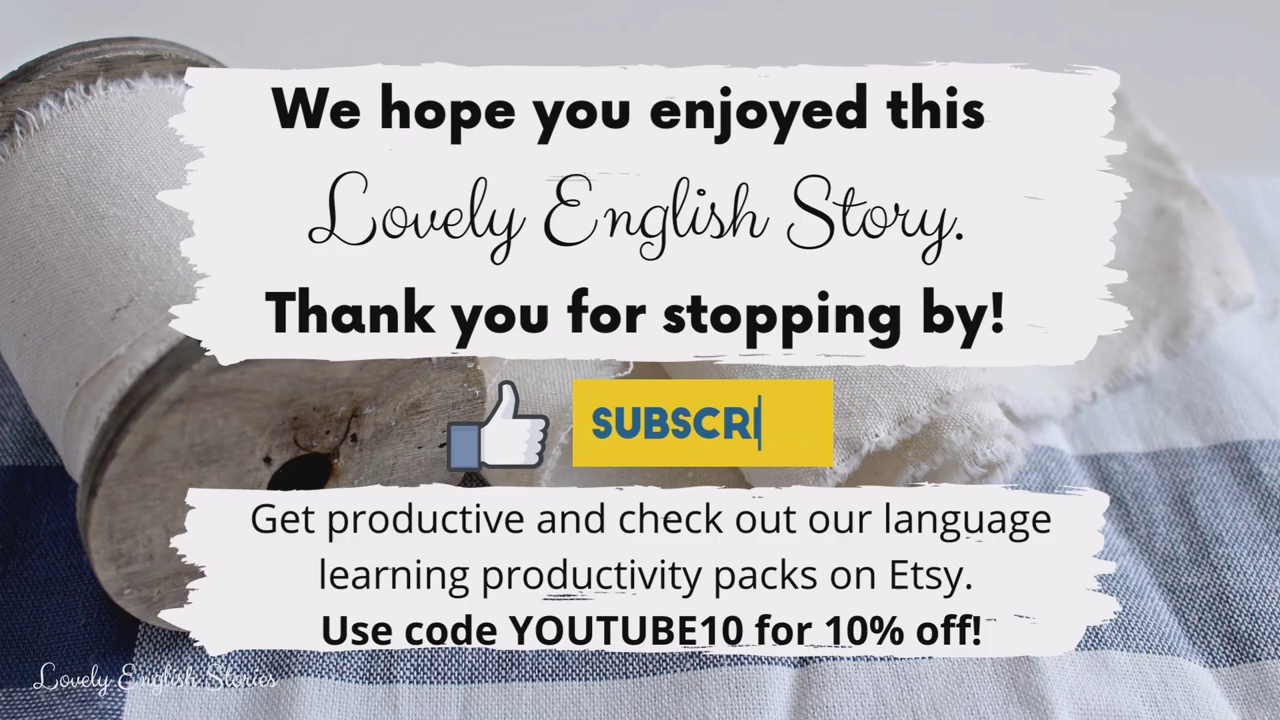 We hope you enjoyed this
Lovely English Story.
Thank you for stopping by!
SUBSCRI
Get productive and check out our language
learning productivity packs on Etsy.
Use code YOUTUBE10 for 10% off!
Lovely English Stories